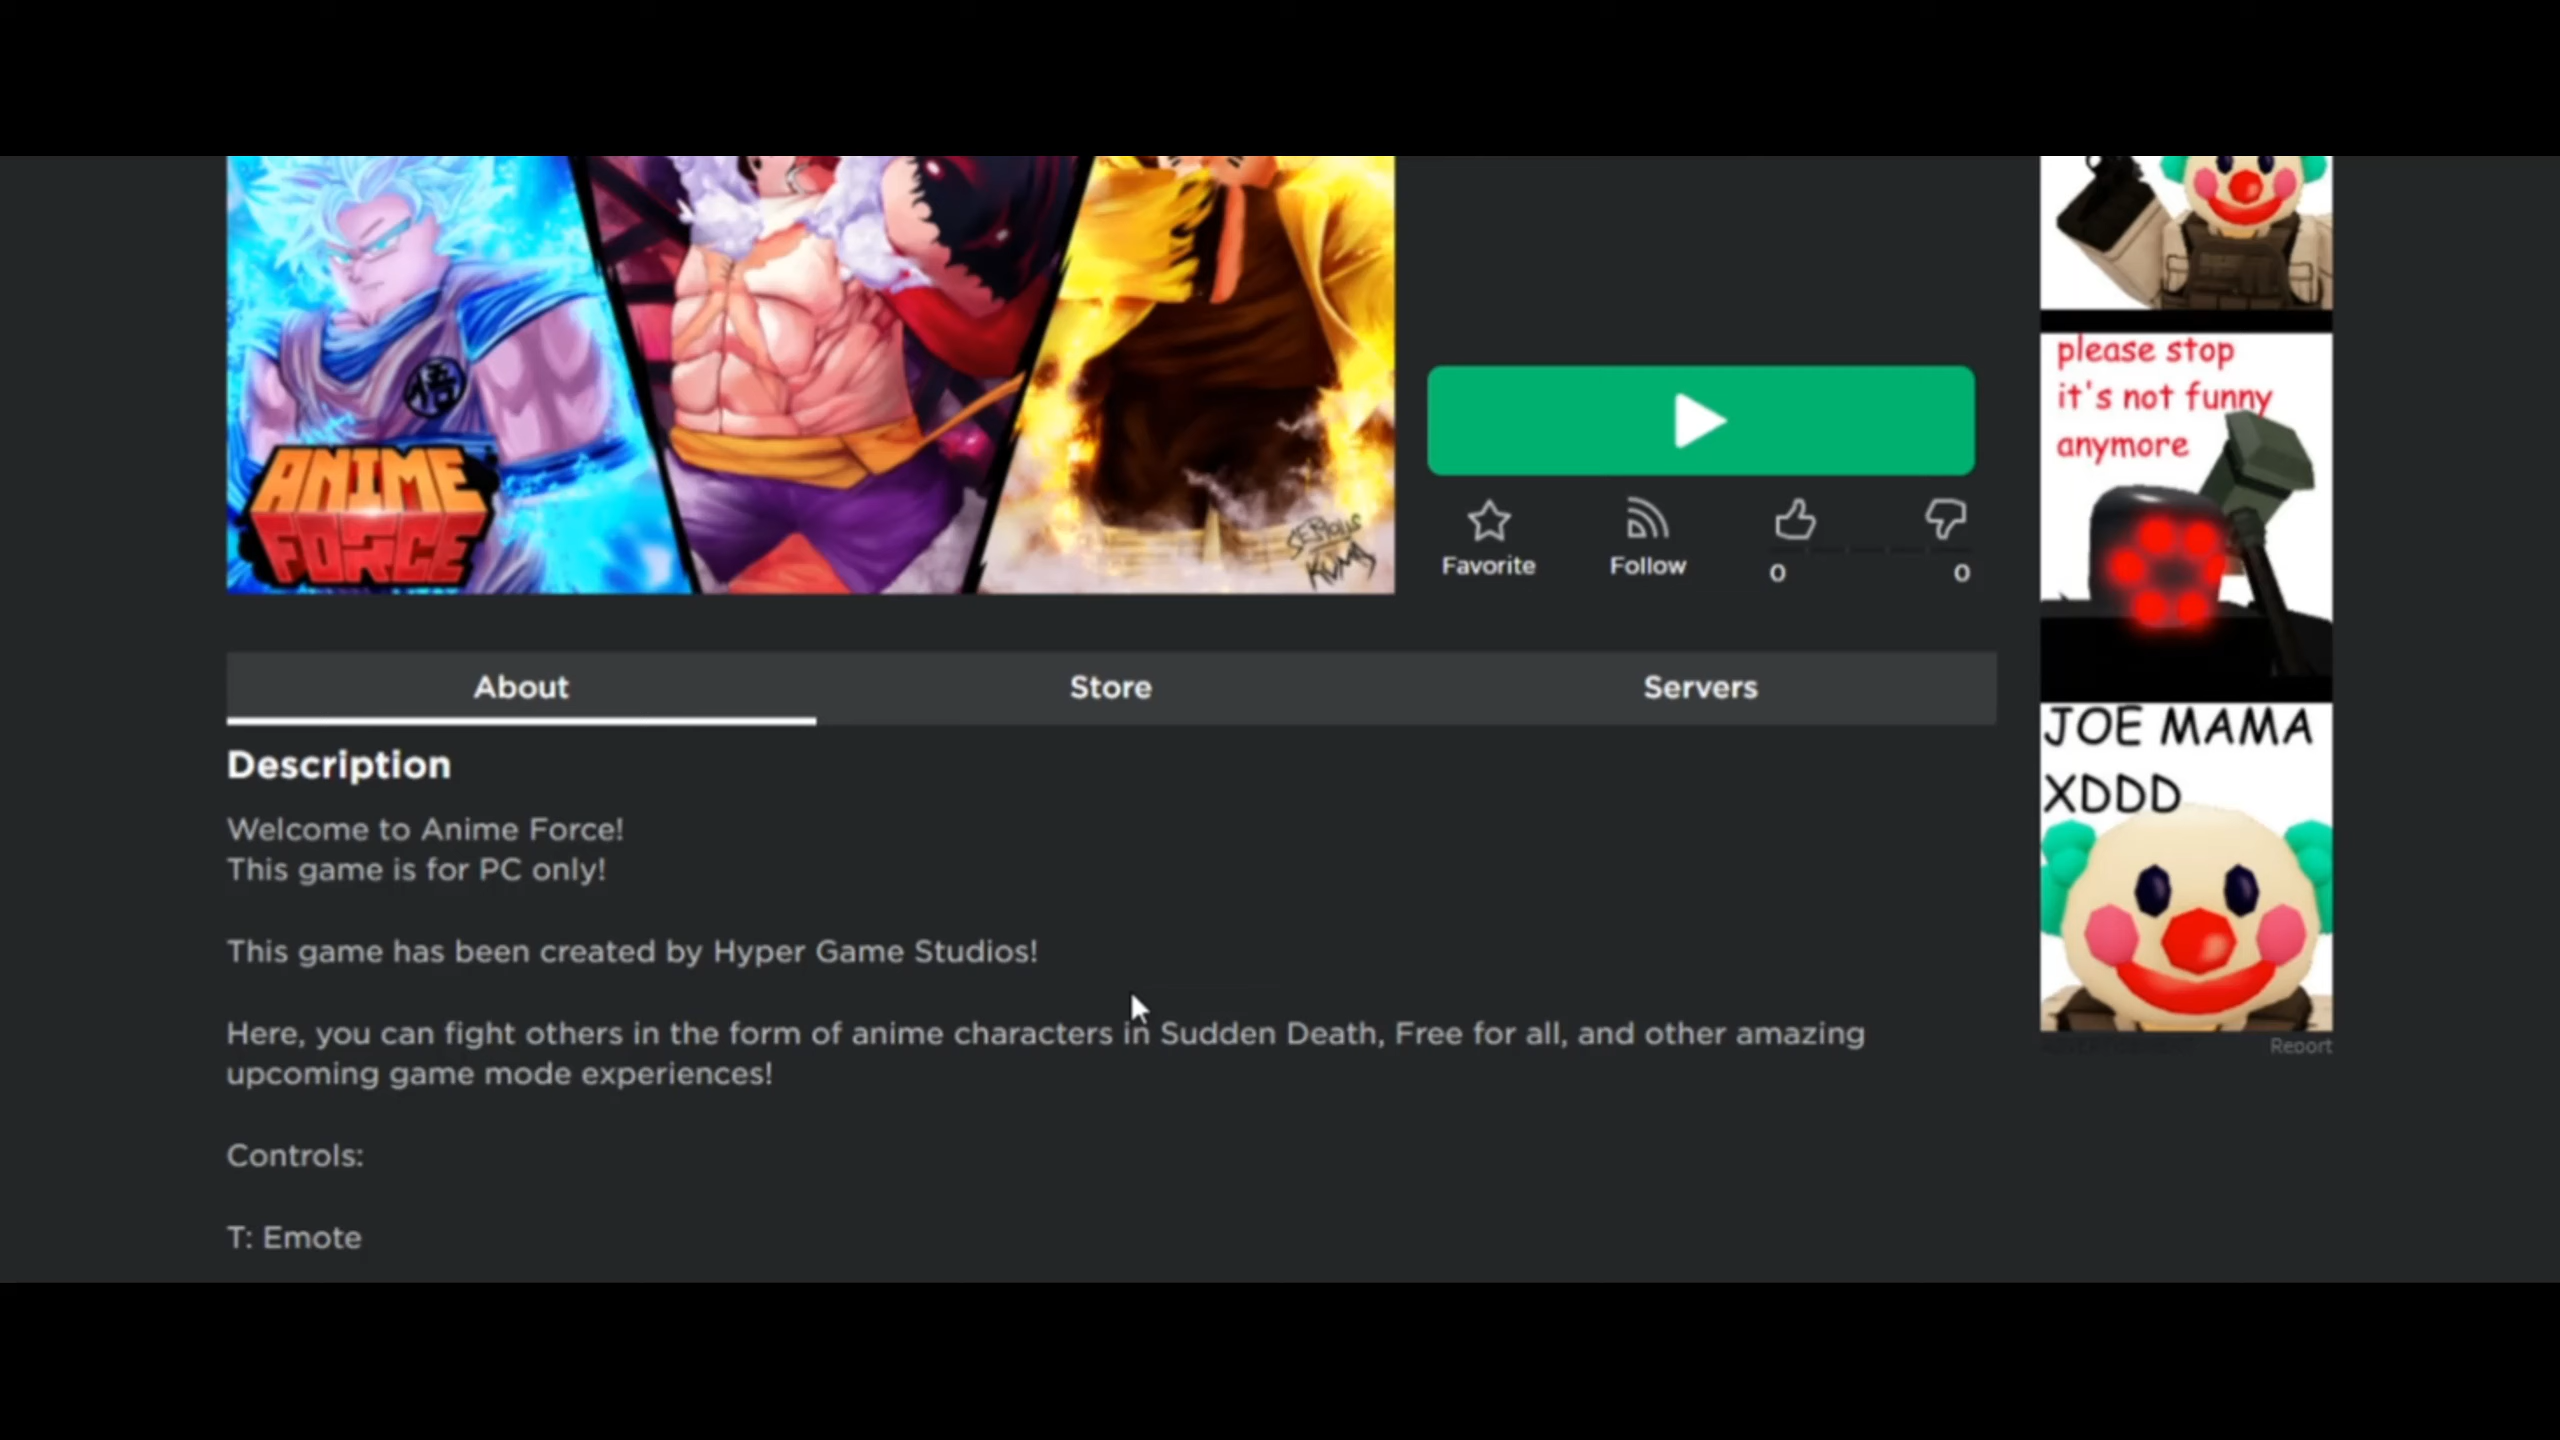 ANIME
FORCE
悟
SERIOUS
KUMA
Favorite
Follow
0
0
please stop
it's not funny
anymore
JOE MAMA
XDDD
Report
About
Store
Servers
Description
Welcome to Anime Force!
This game is for PC only!
This game has been created by Hyper Game Studios!
Here, you can fight others in the form of anime characters in Sudden Death, Free for all, and other amazing
upcoming game mode experiences!
Controls:
T: Emote